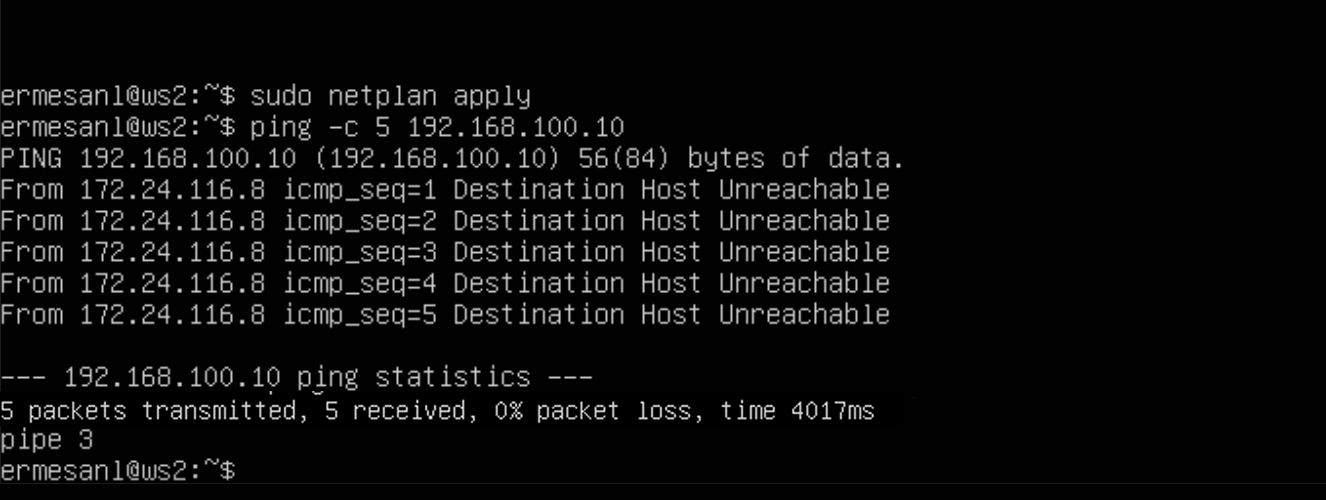 ermesanl@ws2:~$ sudo netplan apply
ermesanl@ws2:~$ ping -c 5 192.168.100.10
PING 192.168.100.10 (192.168.100.10) 56(84) bytes of data.
From 172.24.116.8 icmp_seq=1 Destination Host Unreachable
From 172.24.116.8 icmp_seq=2 Destination Host Unreachable
From 172.24.116.8 icmp_seq=3 Destination Host Unreachable
From 172.24.116.8 icmp_seq=4 Destination Host Unreachable
From 172.24.116.8 icmp_seq=5 Destination Host Unreachable
--- 192.168.100.10 ping statistics ---
5 packets transmitted, 5 received, 0% packet loss, time 4017ms
pipe 3
ermesanl@ws2:~$